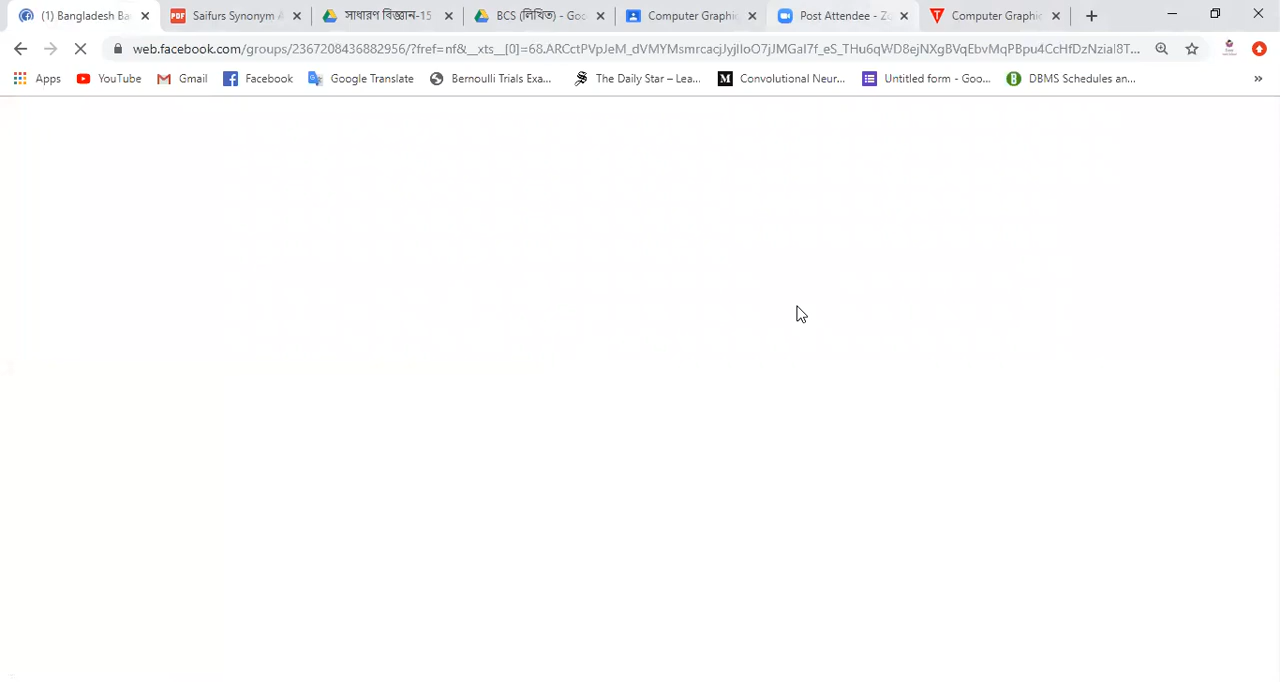 (1) Bangladesh Ba
Saifurs Synonym A
সাধারণ বিজ্ঞান-15
BCS (লিখিত) - Goo
Computer Graphic
Post Attendee - Zo
Computer Graphic
web.facebook.com/groups/2367208436882956/?fref=nf&__xts__[0]=68.ARCctPVpJeM_dVMYMsmrcacjJyjlIoO7jJMGaI7f_eS_THu6qWD8ejNXgBVqEbvMqPBpu4CcHfDzNzial8T...
Apps YouTube Gmail Facebook Google Translate Bernoulli Trials Exa... The Daily Star – Lea... Convolutional Neur... Untitled form - Goo... DBMS Schedules an... »